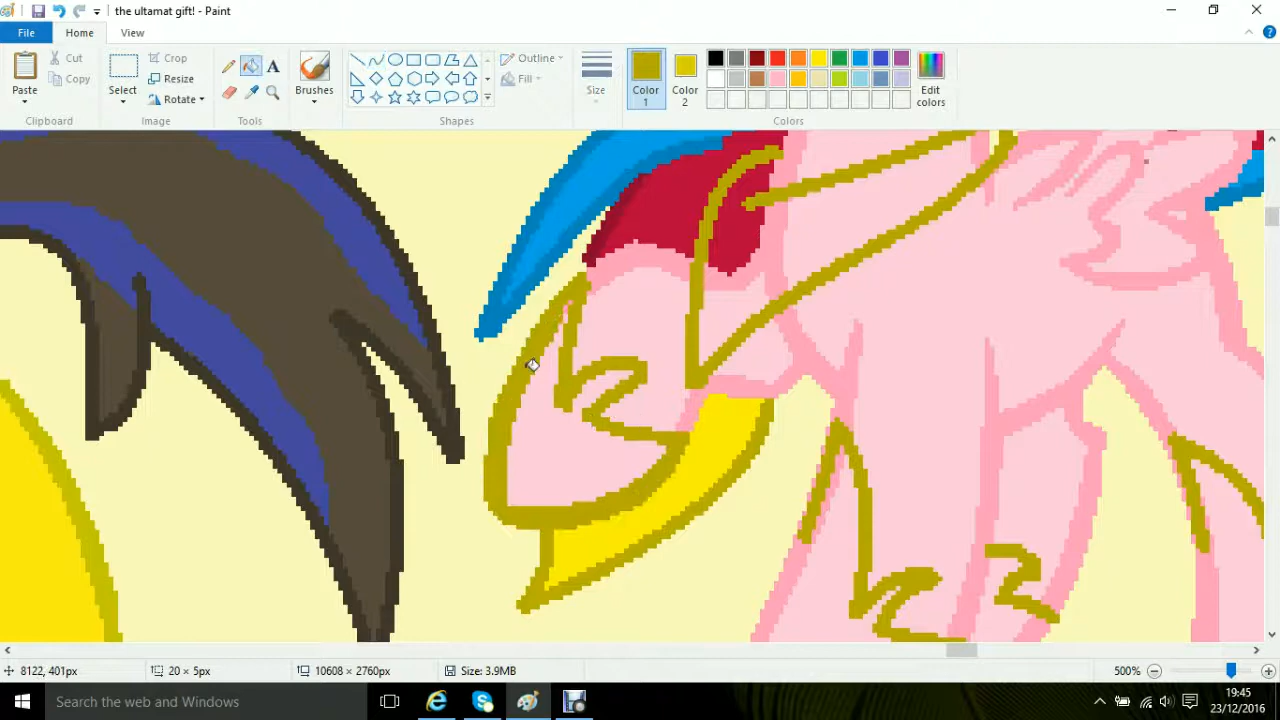 the ultamat gift! - Paint
File Home View
Paste
Cut
Copy
Clipboard
Select
Crop
Resize
Rotate
Image
A
Tools
Brushes
Outline
Fill
Shapes
Size
Color 1
Color 2
Edit colors
Colors
8122, 401px
20 × 5px
10608 × 2760px
Size: 3.9MB
500%
Search the web and Windows
19:45
23/12/2016